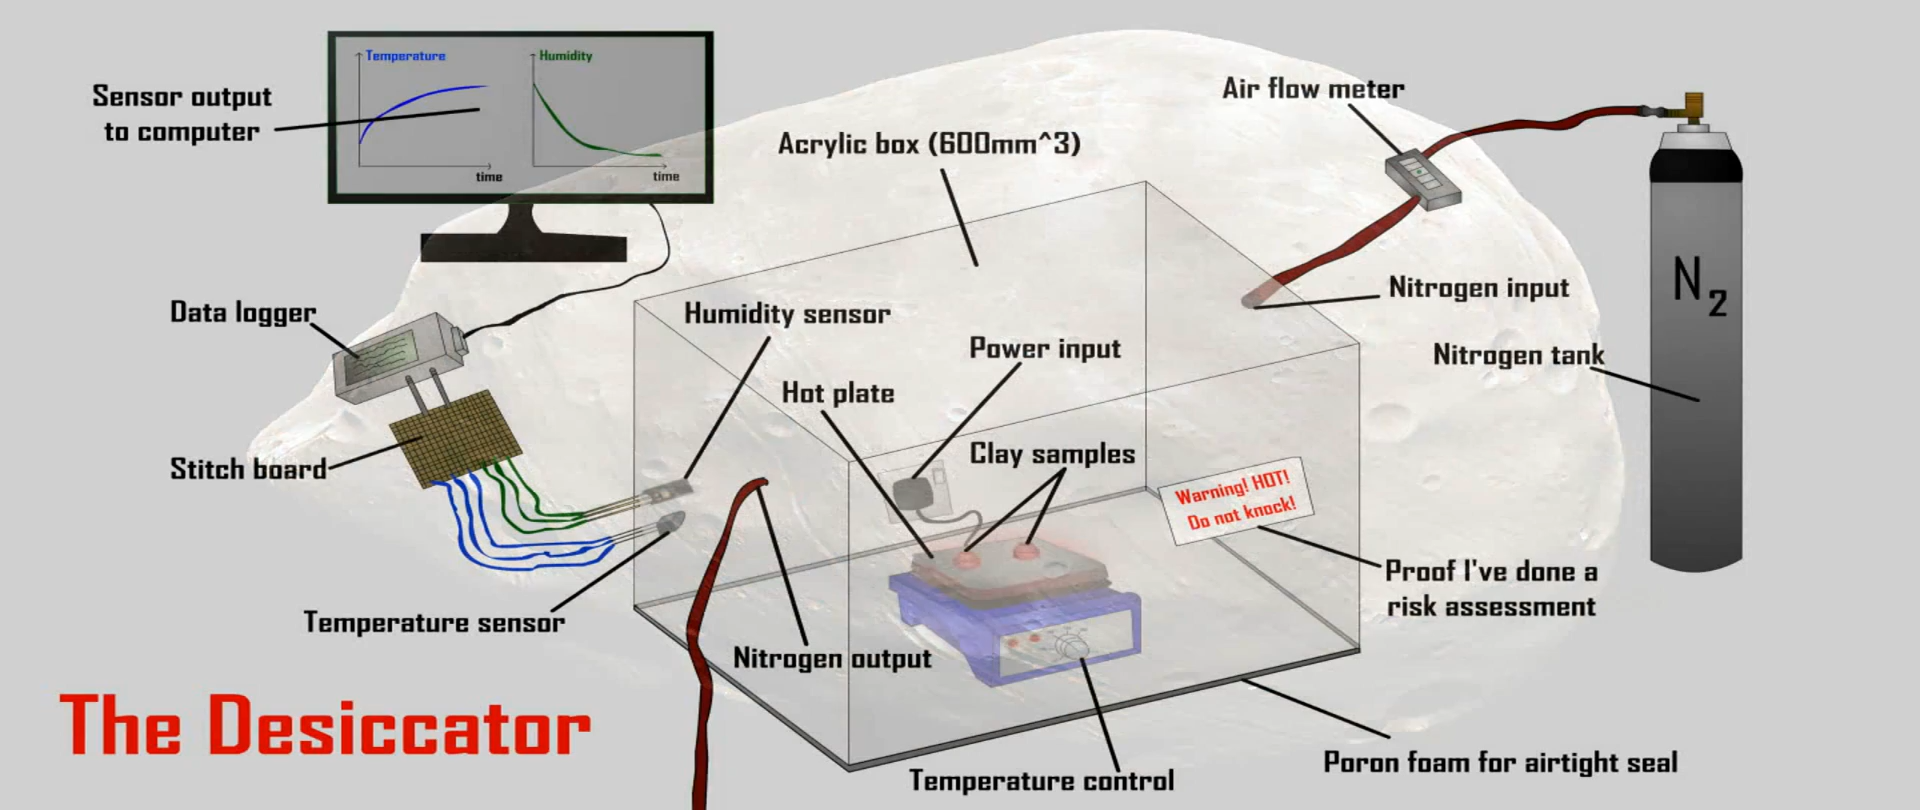 Temperature
Humidity
time
time
Sensor output
to computer
Air flow meter
Acrylic box (600mm^3)
N2
Nitrogen input
Data logger
Humidity sensor
Power input
Nitrogen tank
Hot plate
Clay samples
Stitch board
Warning! HOT!
Do not knock!
Proof I've done a
risk assessment
Temperature sensor
Nitrogen output
The Desiccator
Poron foam for airtight seal
Temperature control